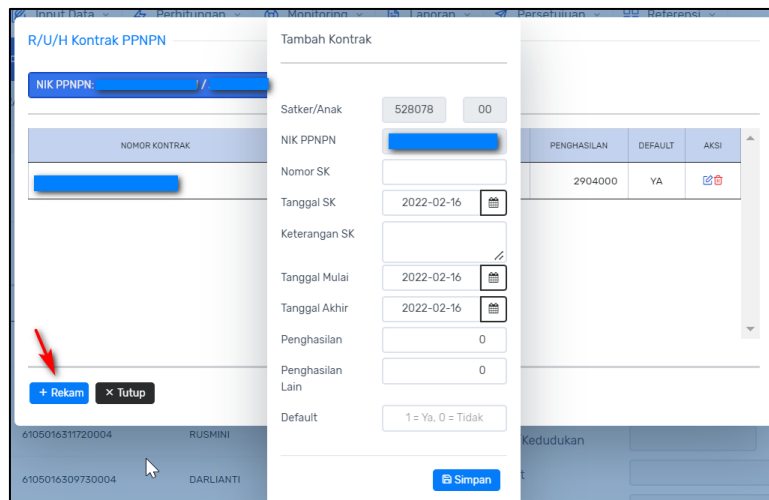 Input Data Perhitungan Monitoring Laporan Persetujuan Referensi
R/U/H Kontrak PPNPN
Tambah Kontrak
NIK PPNPN: /
Satker/Anak 528078 00
NOMOR KONTRAK
NIK PPNPN
PENGHASILAN DEFAULT AKSI
Nomor SK
2904000 YA
Tanggal SK 2022-02-16
Keterangan SK
Tanggal Mulai 2022-02-16
Tanggal Akhir 2022-02-16
Penghasilan 0
Penghasilan Lain 0
+ Rekam × Tutup
Default 1 = Ya, 0 = Tidak
6105016311720004 RUSMINI
Kedudukan
6105016309730004 DARLIANTI
Simpan